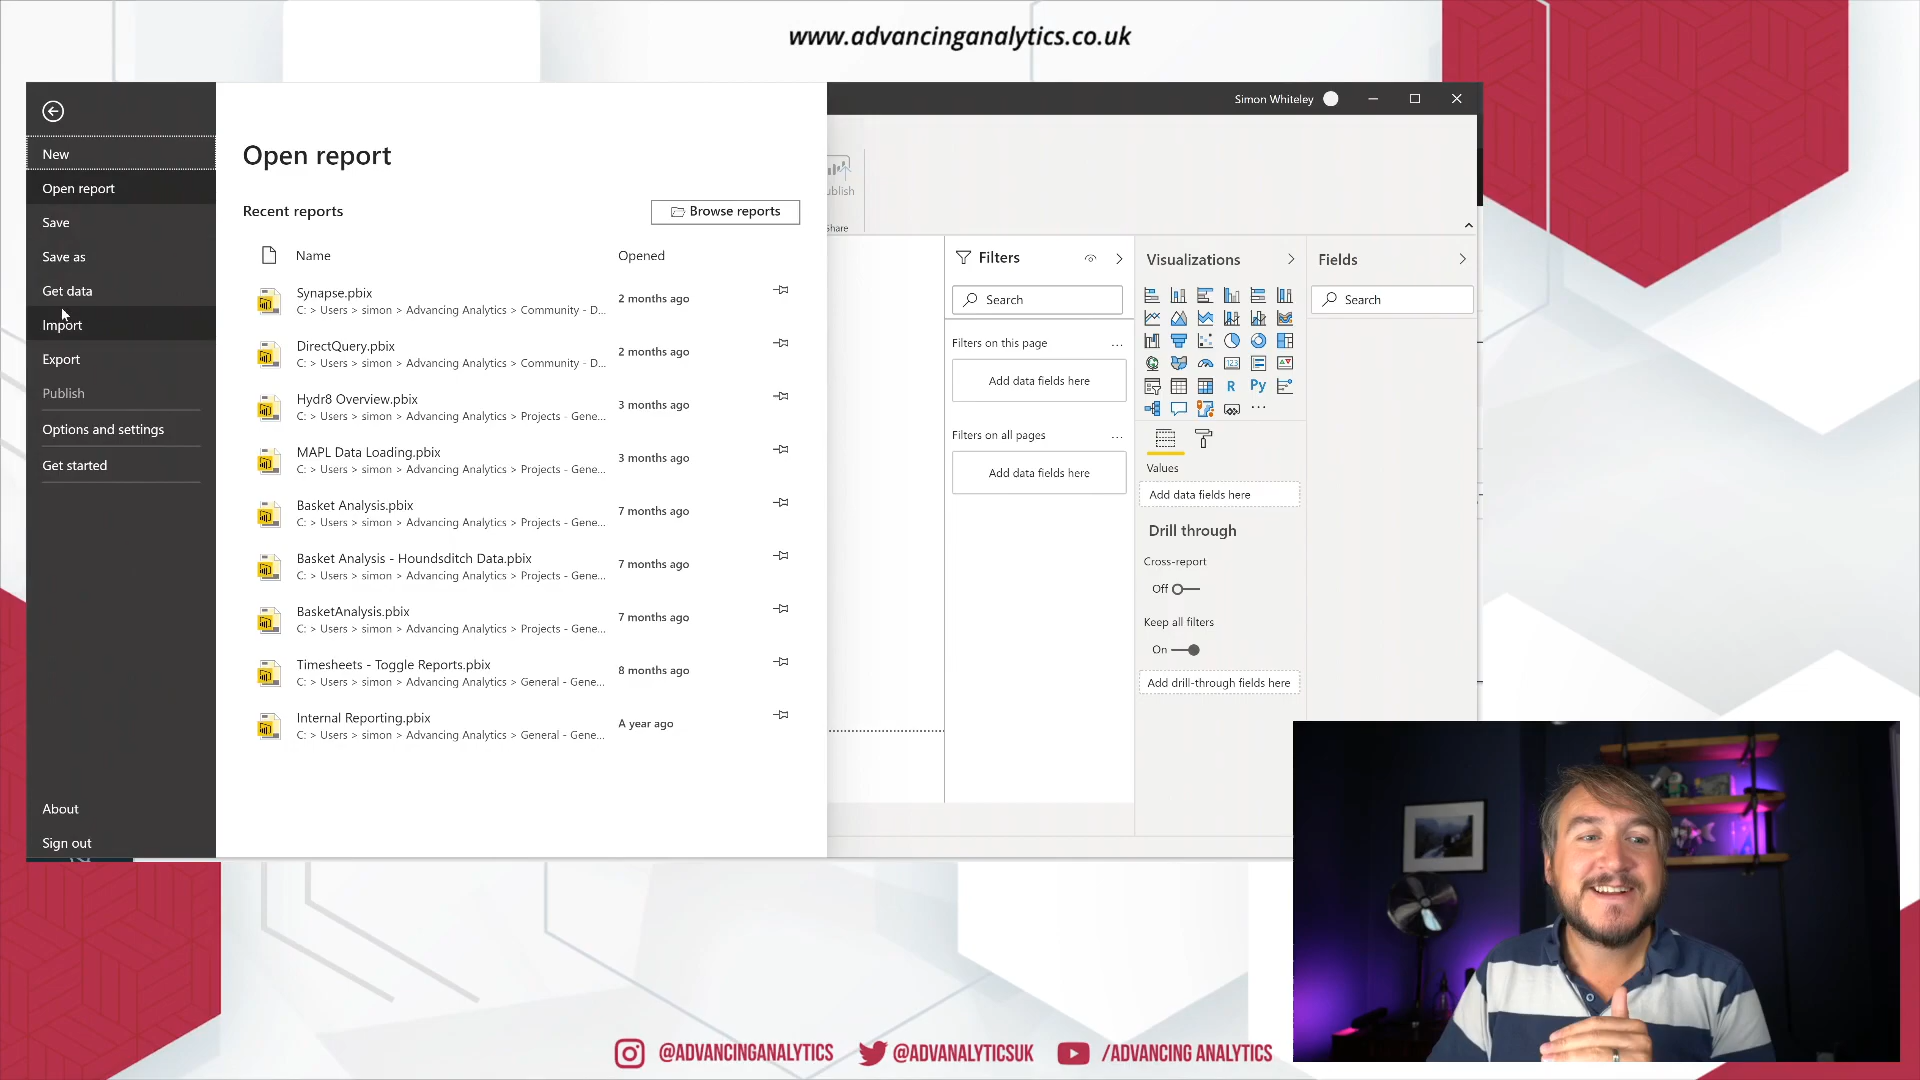 www.advancinganalytics.co.uk
Simon Whiteley
New
Open report
Save
Save as
Get data
Import
Export
Publish
Options and settings
Get started
About
Sign out
Open report
Recent reports
Browse reports
Name Opened
Synapse.pbix
C: > Users > simon > Advancing Analytics > Community - D...
2 months ago
DirectQuery.pbix
C: > Users > simon > Advancing Analytics > Community - D...
2 months ago
Hydr8 Overview.pbix
C: > Users > simon > Advancing Analytics > Projects - Gene...
3 months ago
MAPL Data Loading.pbix
C: > Users > simon > Advancing Analytics > Projects - Gene...
3 months ago
Basket Analysis.pbix
C: > Users > simon > Advancing Analytics > Projects - Gene...
7 months ago
Basket Analysis - Houndsditch Data.pbix
C: > Users > simon > Advancing Analytics > Projects - Gene...
7 months ago
BasketAnalysis.pbix
C: > Users > simon > Advancing Analytics > Projects - Gene...
7 months ago
Timesheets - Toggle Reports.pbix
C: > Users > simon > Advancing Analytics > General - Gene...
8 months ago
Internal Reporting.pbix
C: > Users > simon > Advancing Analytics > General - Gene...
A year ago
ublish
hare
Filters
Search
Filters on this page ...
Add data fields here
Filters on all pages ...
Add data fields here
Visualizations
123
R Py
...
Values
Add data fields here
Drill through
Cross-report
Off
Keep all filters
On
Add drill-through fields here
Fields
Search
@ADVANCINGANALYTICS @ADVANALYTICSUK /ADVANCING ANALYTICS